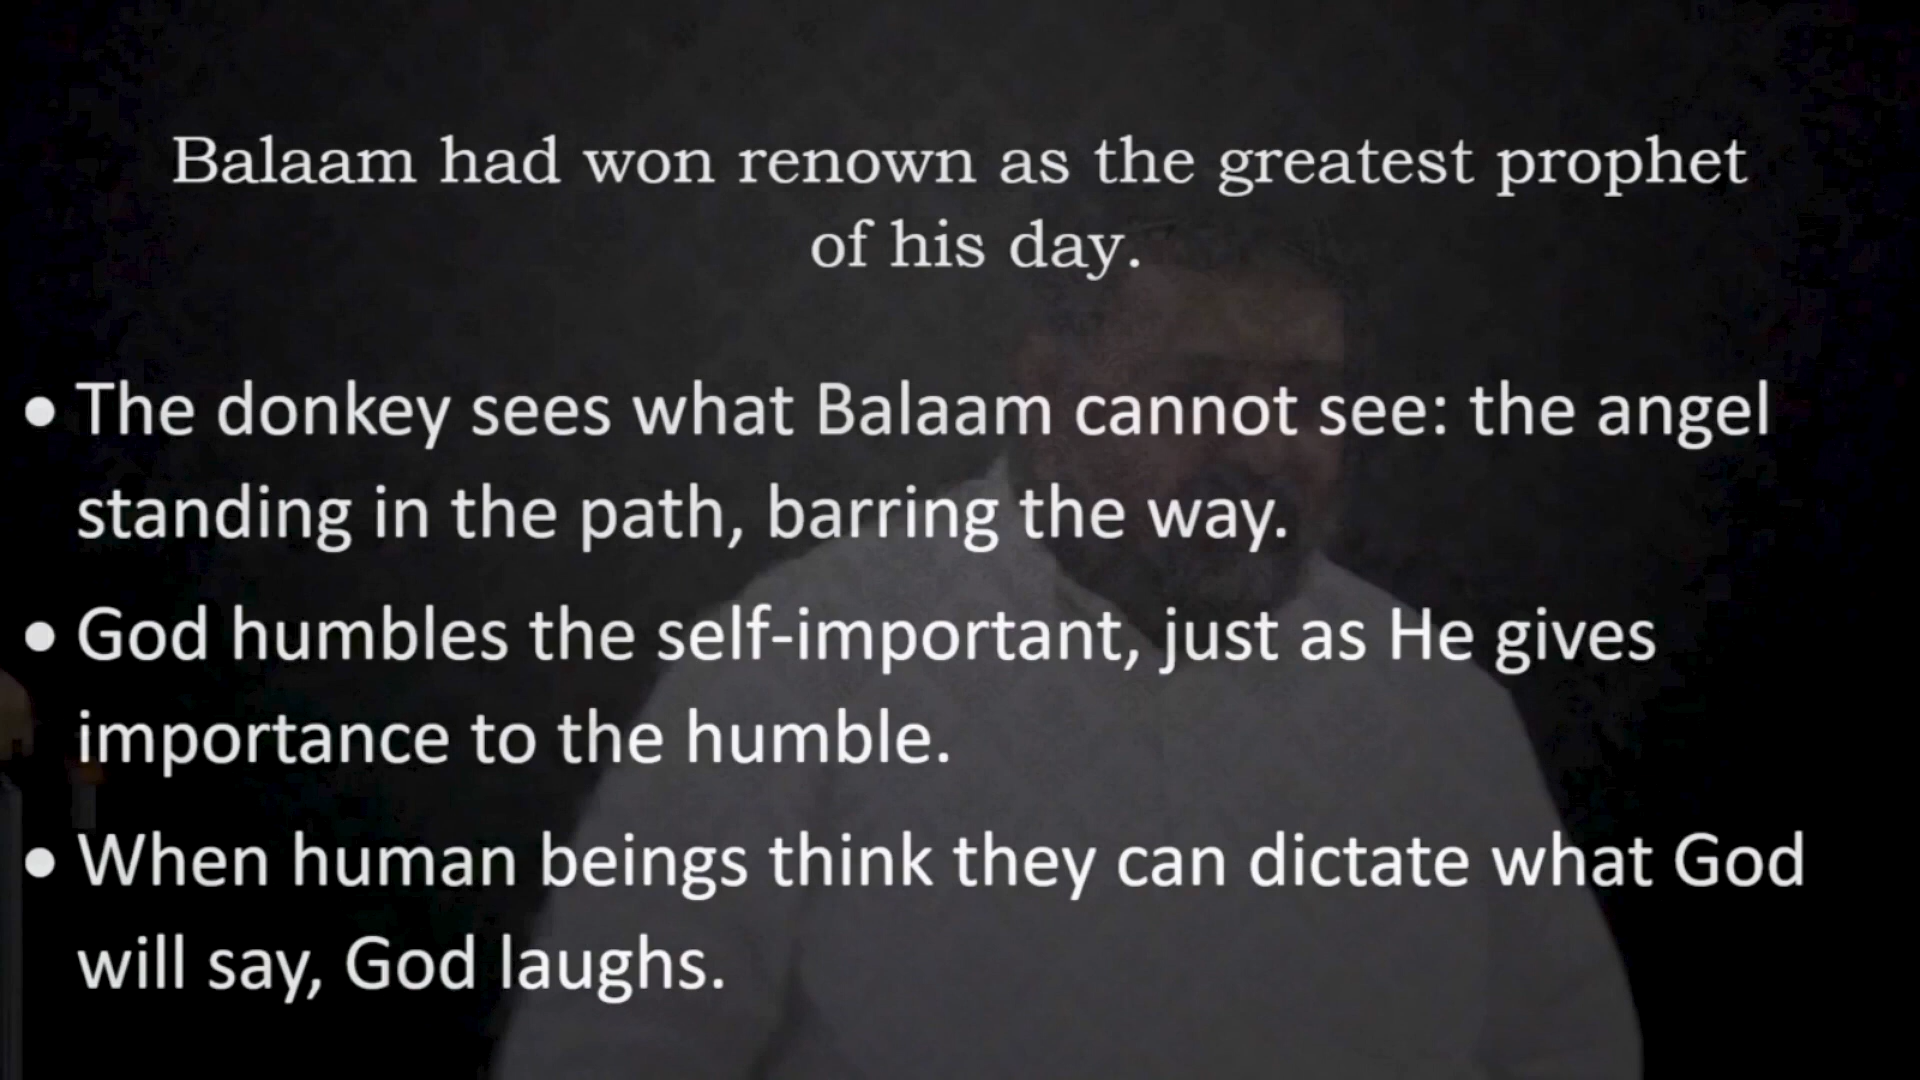 Balaam had won renown as the greatest prophet
of his day.
• The donkey sees what Balaam cannot see: the angel
standing in the path, barring the way.
• God humbles the self-important, just as He gives
importance to the humble.
• When human beings think they can dictate what God
will say, God laughs.